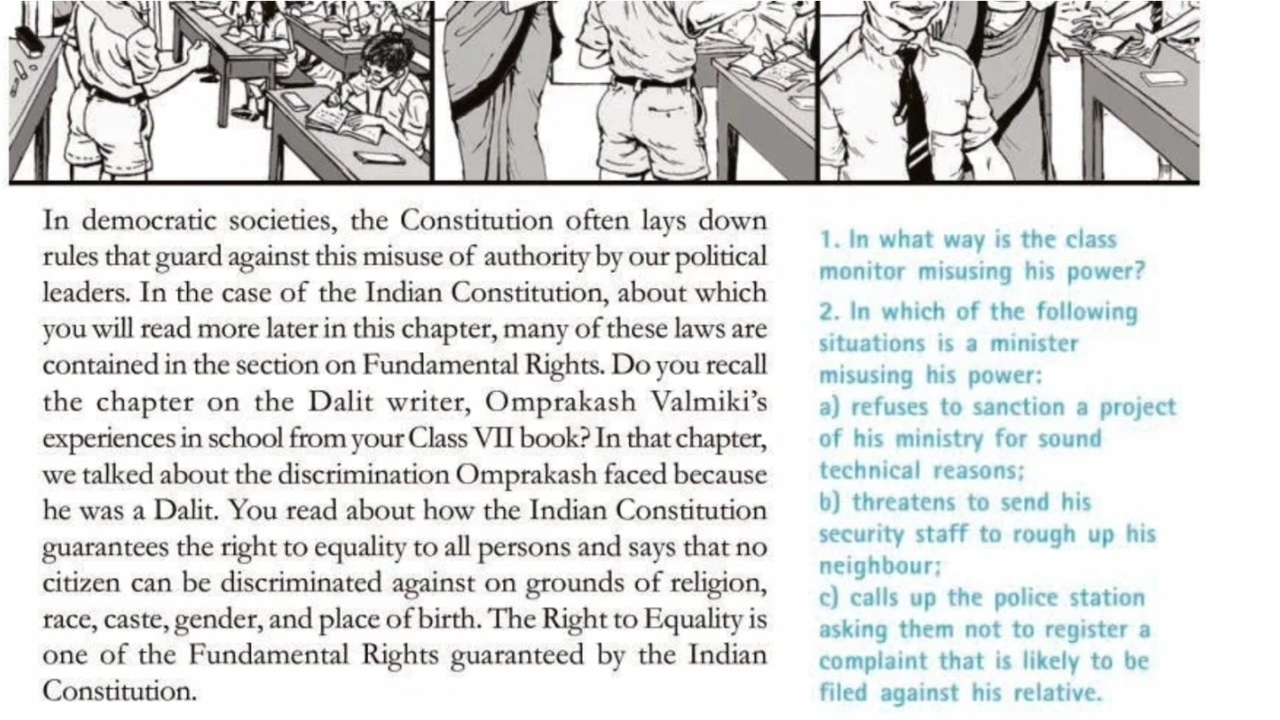 In democratic societies, the Constitution often lays down
rules that guard against this misuse of authority by our political
leaders. In the case of the Indian Constitution, about which
you will read more later in this chapter, many of these laws are
contained in the section on Fundamental Rights. Do you recall
the chapter on the Dalit writer, Omprakash Valmiki's
experiences in school from your Class VII book? In that chapter,
we talked about the discrimination Omprakash faced because
he was a Dalit. You read about how the Indian Constitution
guarantees the right to equality to all persons and says that no
citizen can be discriminated against on grounds of religion,
race, caste, gender, and place of birth. The Right to Equality is
one of the Fundamental Rights guaranteed by the Indian
Constitution.
1. In what way is the class
monitor misusing his power?
2. In which of the following
situations is a minister
misusing his power:
a) refuses to sanction a project
of his ministry for sound
technical reasons;
b) threatens to send his
security staff to rough up his
neighbour;
c) calls up the police station
asking them not to register a
complaint that is likely to be
filed against his relative.